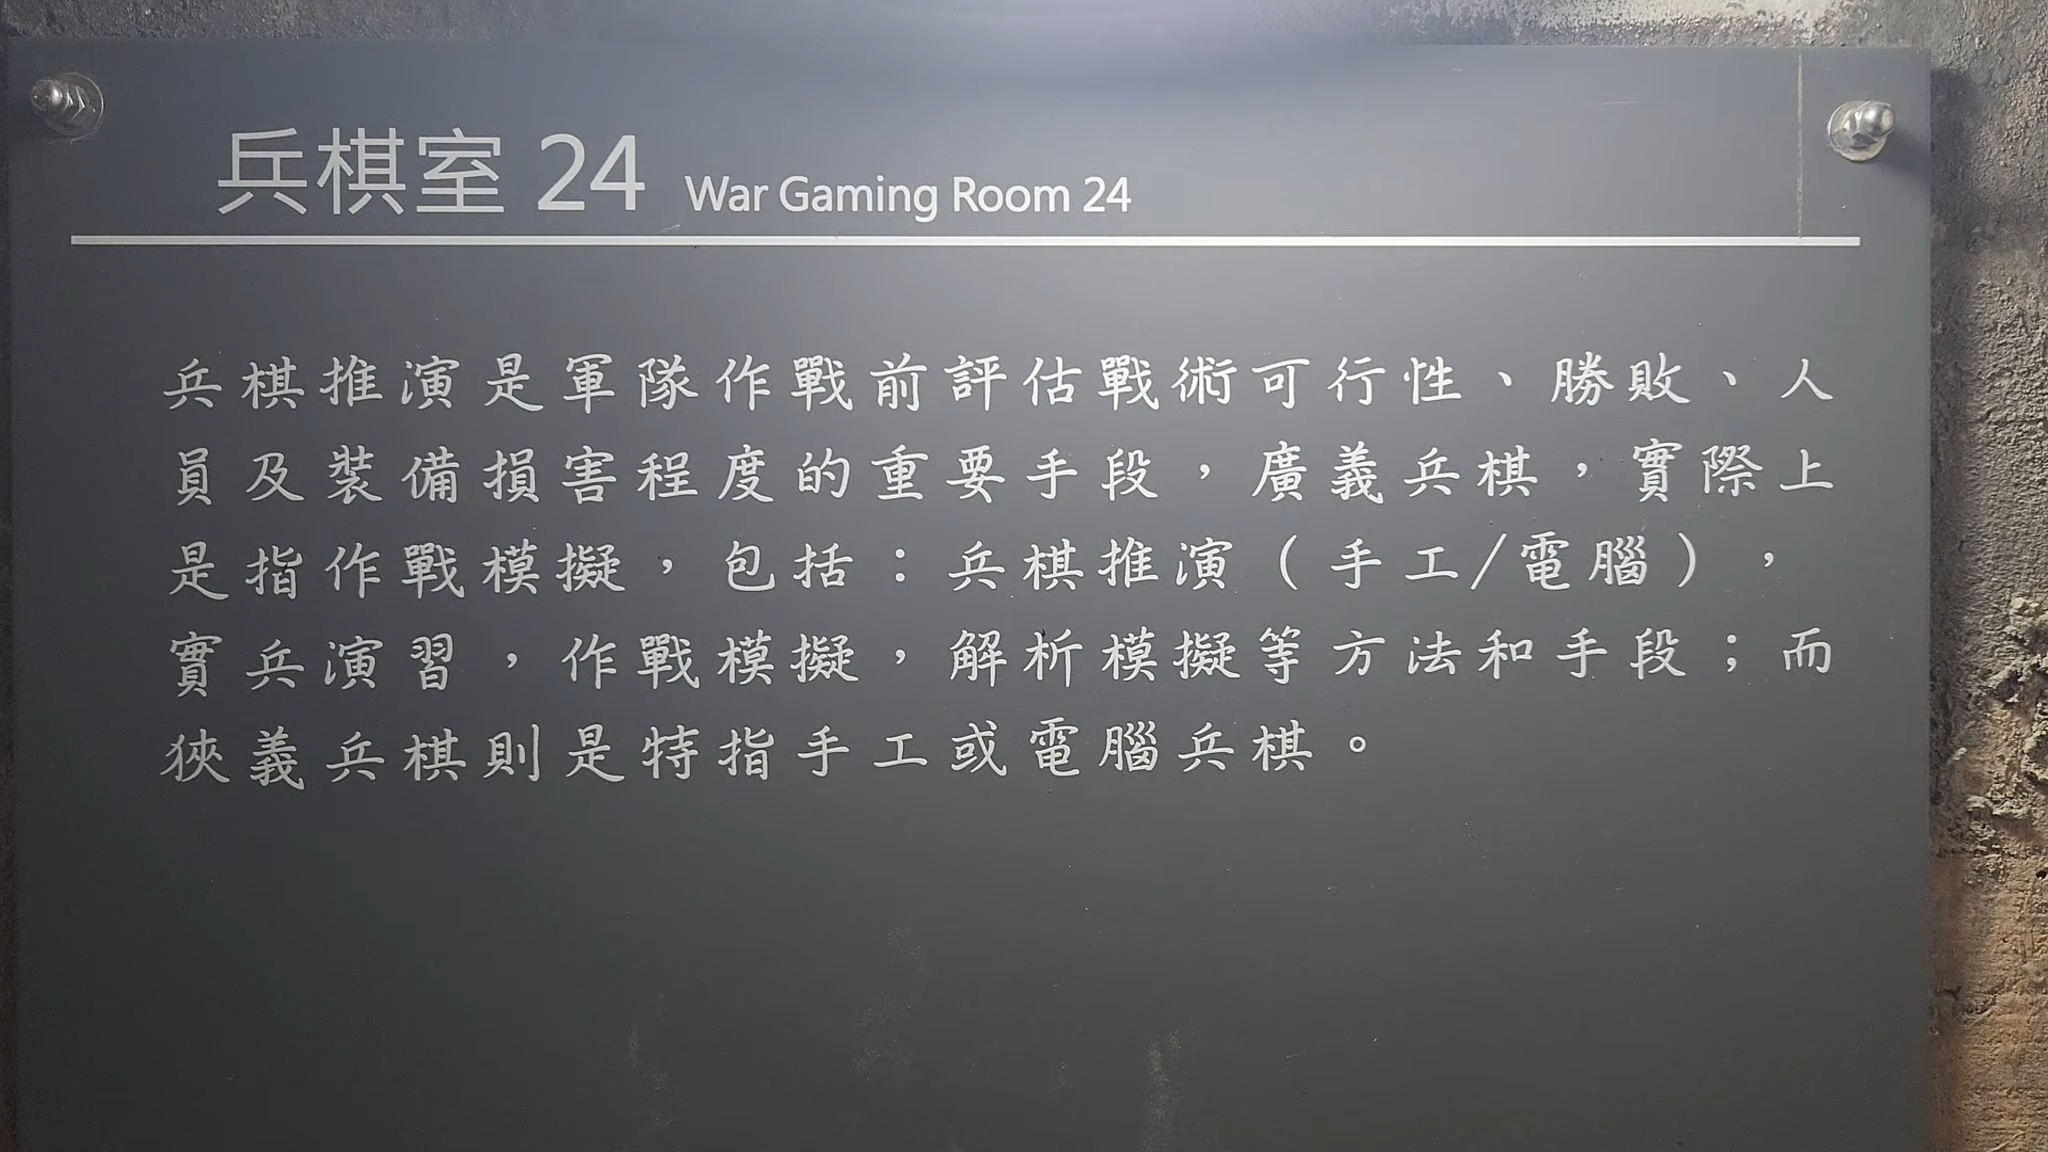 兵棋室 24 War Gaming Room 24
兵棋推演是軍隊作戰前評估戰術可行性、勝敗、人
員及裝備損害程度的重要手段，廣義兵棋，實際上
是指作戰模擬，包括：兵棋推演（手工/電腦），
實兵演習，作戰模擬，解析模擬等方法和手段；而
狹義兵棋則是特指手工或電腦兵棋。